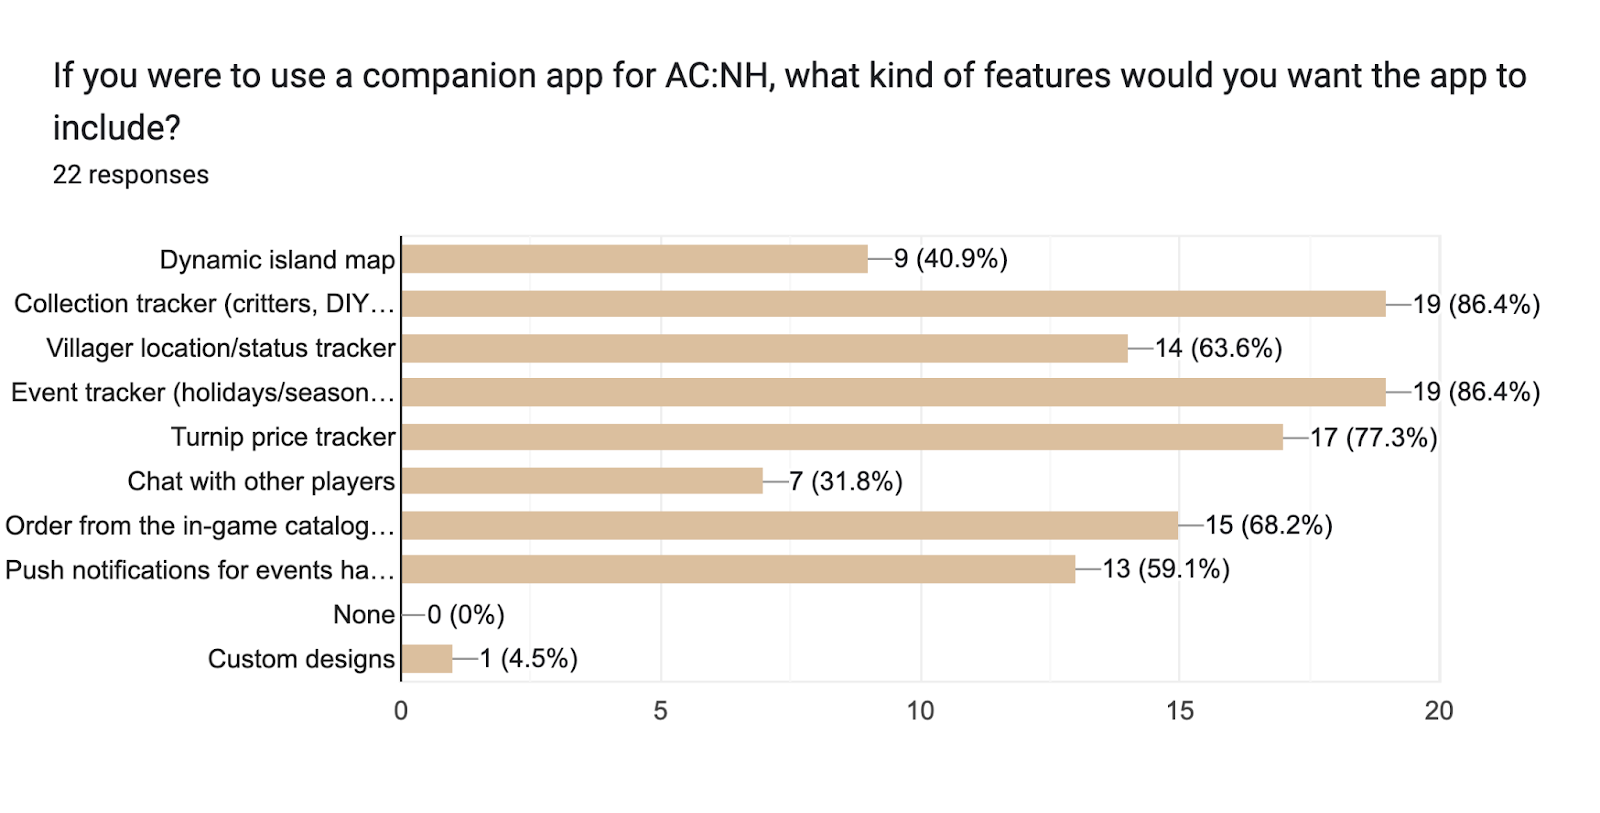 If you were to use a companion app for AC:NH, what kind of features would you want the app to
include?
22 responses
Dynamic island map 9 (40.9%)
Collection tracker (critters, DIY… 19 (86.4%)
Villager location/status tracker 14 (63.6%)
Event tracker (holidays/season… 19 (86.4%)
Turnip price tracker 17 (77.3%)
Chat with other players 7 (31.8%)
Order from the in-game catalog… 15 (68.2%)
Push notifications for events ha… 13 (59.1%)
None 0 (0%)
Custom designs 1 (4.5%)
0 5 10 15 20